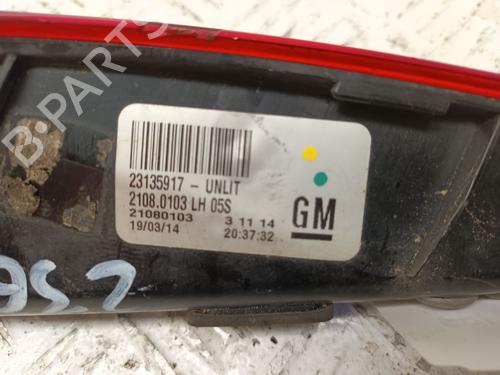 B-PARTS
23135917 - UNLIT
2108.0103 LH 05S
21080103 3 11 14
19/03/14 20:37:32
GM